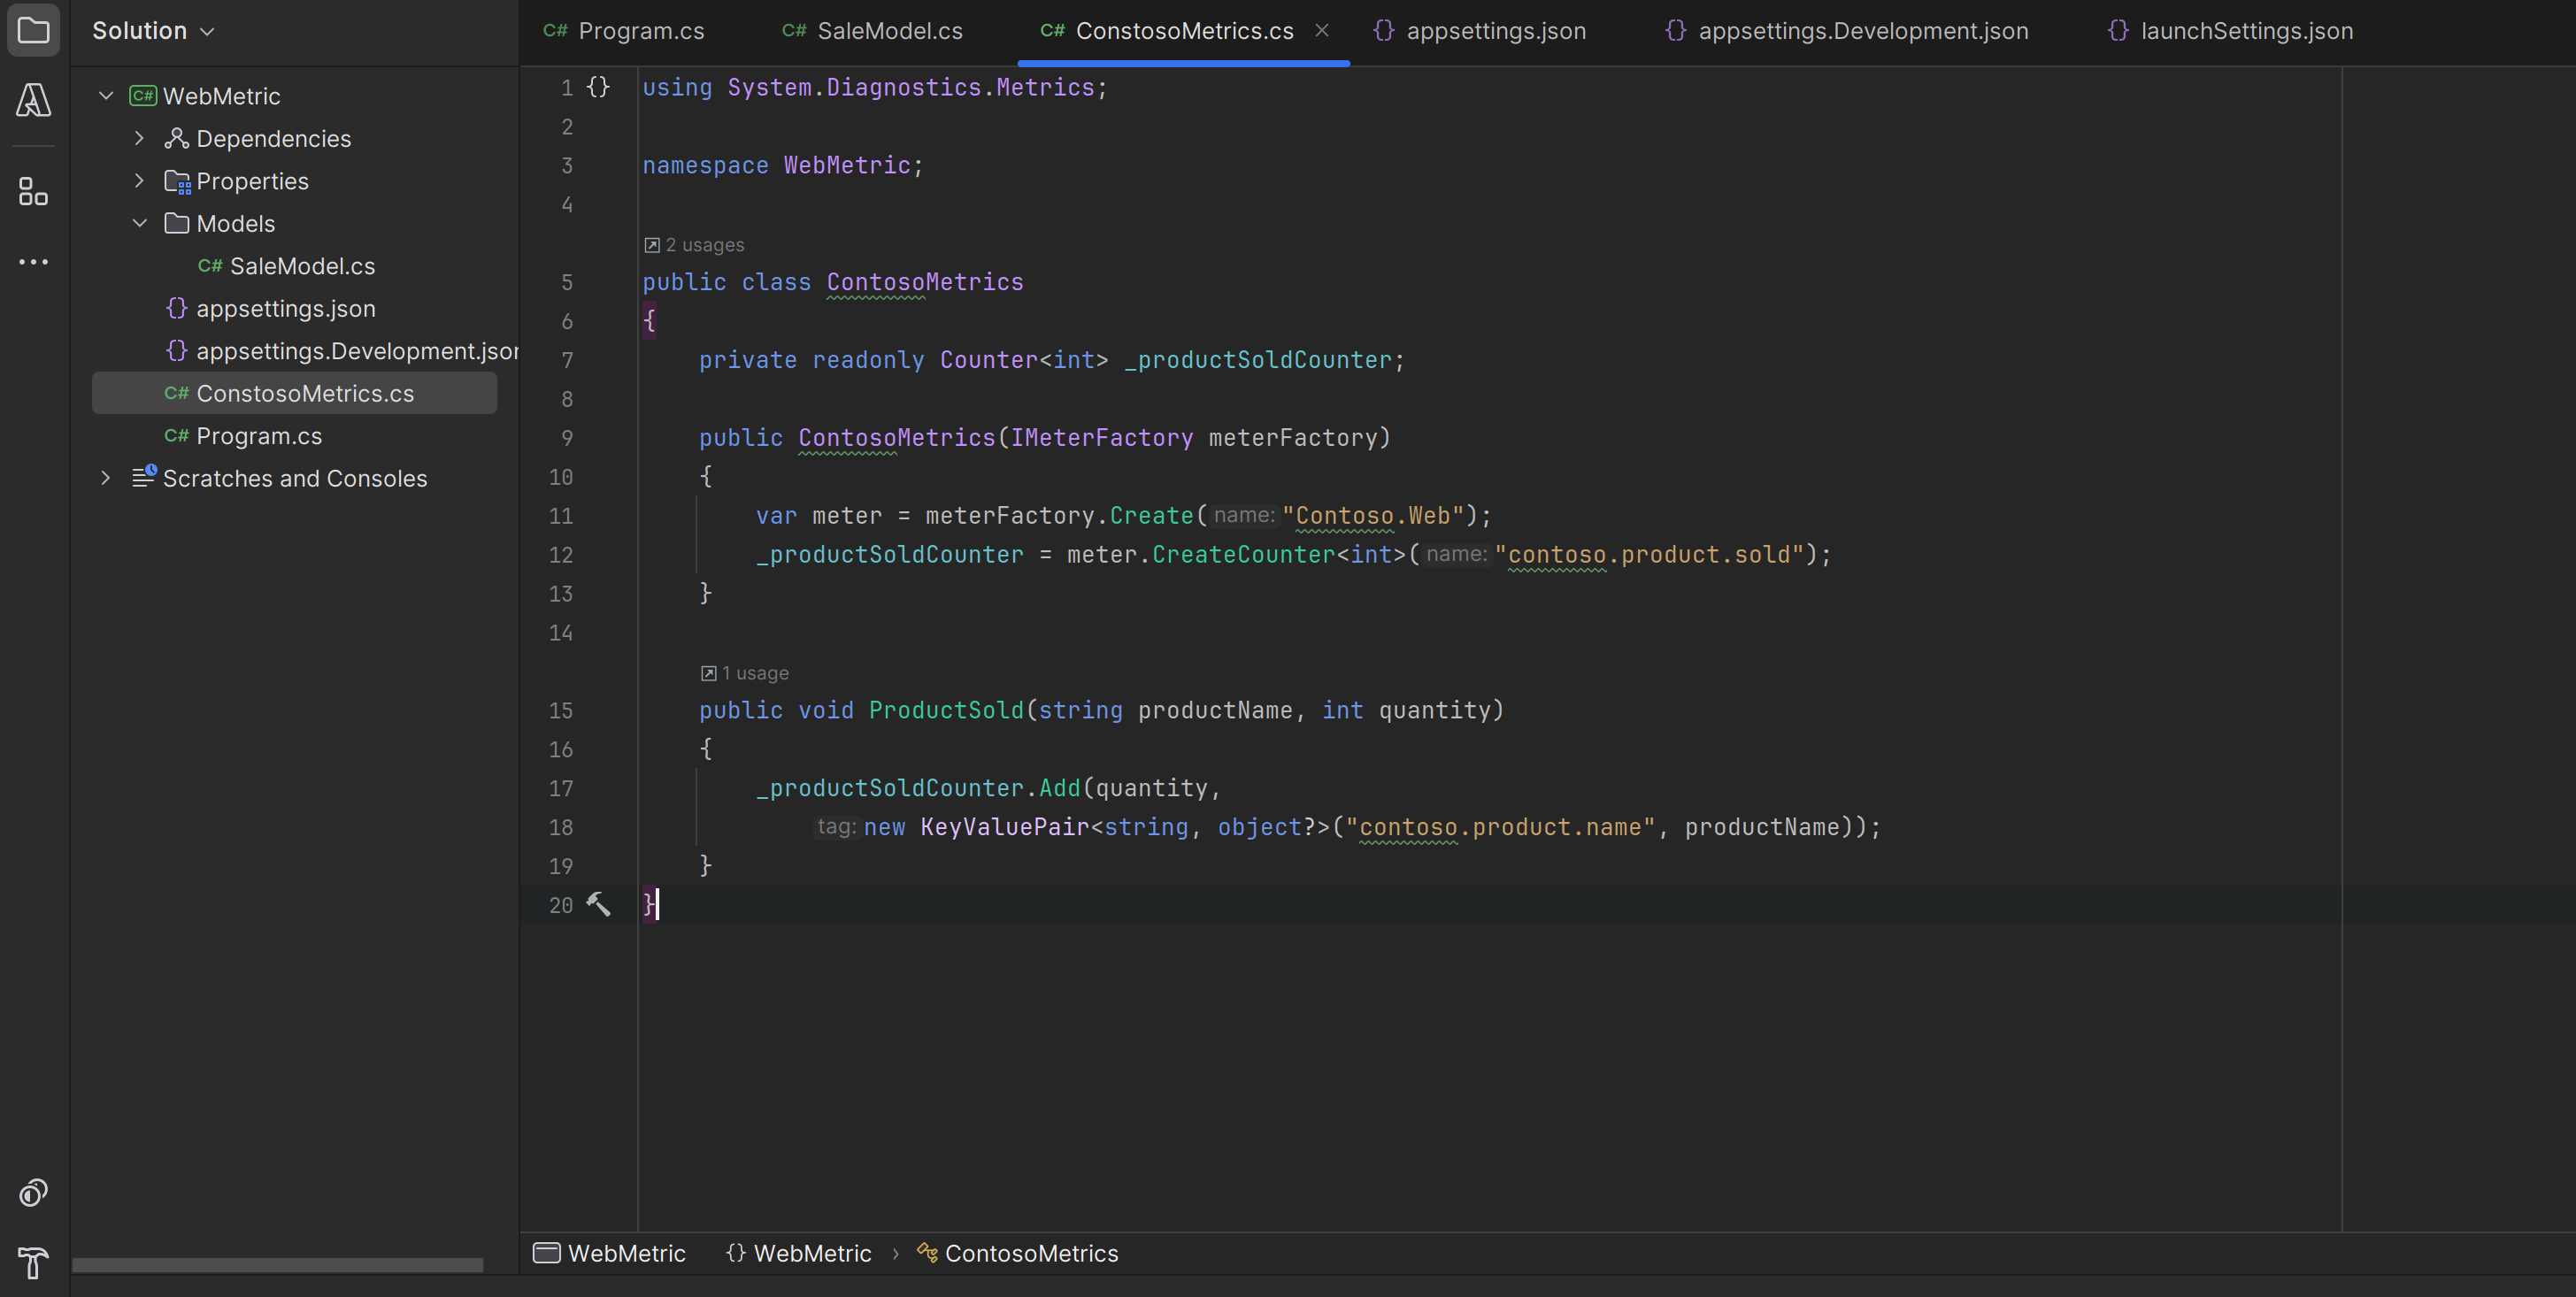 Solution
C# Program.cs
C# SaleModel.cs
C# ConstosoMetrics.cs
{} appsettings.json
{} appsettings.Development.json
{} launchSettings.json
C# WebMetric
Dependencies
Properties
Models
C# SaleModel.cs
{} appsettings.json
{} appsettings.Development.jsor
C# ConstosoMetrics.cs
C# Program.cs
Scratches and Consoles
1 {} using System.Diagnostics.Metrics;
2
3 namespace WebMetric;
4
2 usages
5 public class ContosoMetrics
6 {
7 private readonly Counter<int> _productSoldCounter;
8
9 public ContosoMetrics(IMeterFactory meterFactory)
10 {
11 var meter = meterFactory.Create( name: "Contoso.Web");
12 _productSoldCounter = meter.CreateCounter<int>( name: "contoso.product.sold");
13 }
14
1 usage
15 public void ProductSold(string productName, int quantity)
16 {
17 _productSoldCounter.Add(quantity,
18 tag: new KeyValuePair<string, object?>("contoso.product.name", productName));
19 }
20 }
WebMetric {} WebMetric › ContosoMetrics